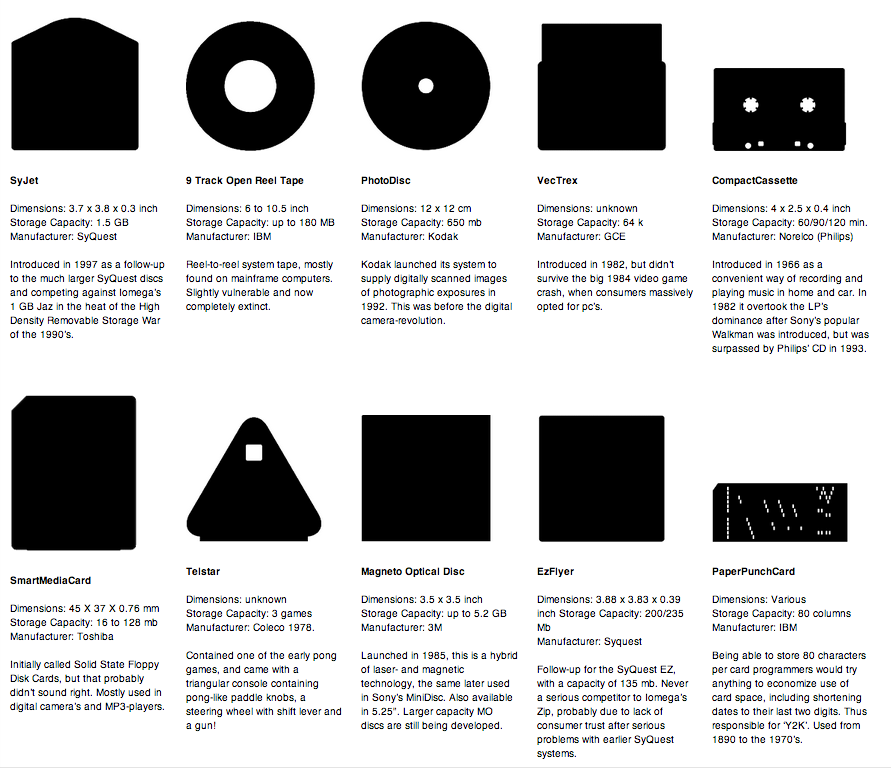 SyJet
Dimensions: 3.7 x 3.8 x 0.3 inch
Storage Capacity: 1.5 GB
Manufacturer: SyQuest
Introduced in 1997 as a follow-up
to the much larger SyQuest discs
and competing against Iomega's
1 GB Jaz in the heat of the High
Density Removable Storage War
of the 1990's.
9 Track Open Reel Tape
Dimensions: 6 to 10.5 inch
Storage Capacity: up to 180 MB
Manufacturer: IBM
Reel-to-reel system tape, mostly
found on mainframe computers.
Slightly vulnerable and now
completely extinct.
PhotoDisc
Dimensions: 12 x 12 cm
Storage Capacity: 650 mb
Manufacturer: Kodak
Kodak launched its system to
supply digitally scanned images
of photographic exposures in
1992. This was before the digital
camera-revolution.
VecTrex
Dimensions: unknown
Storage Capacity: 64 k
Manufacturer: GCE
Introduced in 1982, but didn't
survive the big 1984 video game
crash, when consumers massively
opted for pc's.
CompactCassette
Dimensions: 4 x 2.5 x 0.4 inch
Storage Capacity: 60/90/120 min.
Manufacturer: Norelco (Philips)
Introduced in 1966 as a
convenient way of recording and
playing music in home and car. In
1982 it overtook the LP's
dominance after Sony's popular
Walkman was introduced, but was
surpassed by Philips' CD in 1993.
SmartMediaCard
Dimensions: 45 X 37 X 0.76 mm
Storage Capacity: 16 to 128 mb
Manufacturer: Toshiba
Initially called Solid State Floppy
Disk Cards, but that probably
didn't sound right. Mostly used in
digital camera's and MP3-players.
Telstar
Dimensions: unknown
Storage Capacity: 3 games
Manufacturer: Coleco 1978.
Contained one of the early pong
games, and came with a
triangular console containing
pong-like paddle knobs, a
steering wheel with shift lever and
a gun!
Magneto Optical Disc
Dimensions: 3.5 x 3.5 inch
Storage Capacity: up to 5.2 GB
Manufacturer: 3M
Launched in 1985, this is a hybrid
of laser- and magnetic
technology, the same later used
in Sony's MiniDisc. Also available
in 5.25". Larger capacity MO
discs are still being developed.
EzFlyer
Dimensions: 3.88 x 3.83 x 0.39
inch Storage Capacity: 200/235
Mb
Manufacturer: Syquest
Follow-up for the SyQuest EZ,
with a capacity of 135 mb. Never
a serious competitor to Iomega's
Zip, probably due to lack of
consumer trust after serious
problems with earlier SyQuest
systems.
PaperPunchCard
Dimensions: Various
Storage Capacity: 80 columns
Manufacturer: IBM
Being able to store 80 characters
per card programmers would try
anything to economize use of
card space, including shortening
dates to their last two digits. Thus
responsible for 'Y2K'. Used from
1890 to the 1970's.